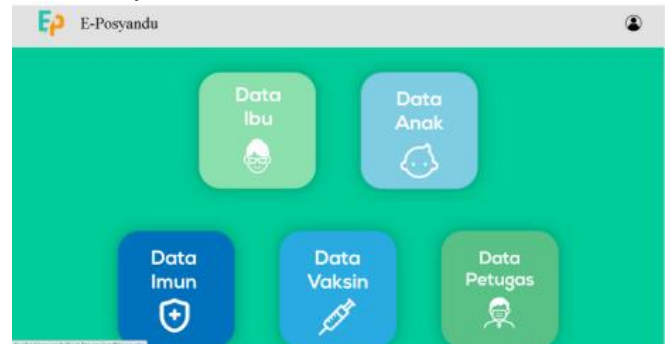 Ep E-Posyandu
Data
Ibu
Data
Anak
Data
Imun
Data
Vaksin
Data
Petugas